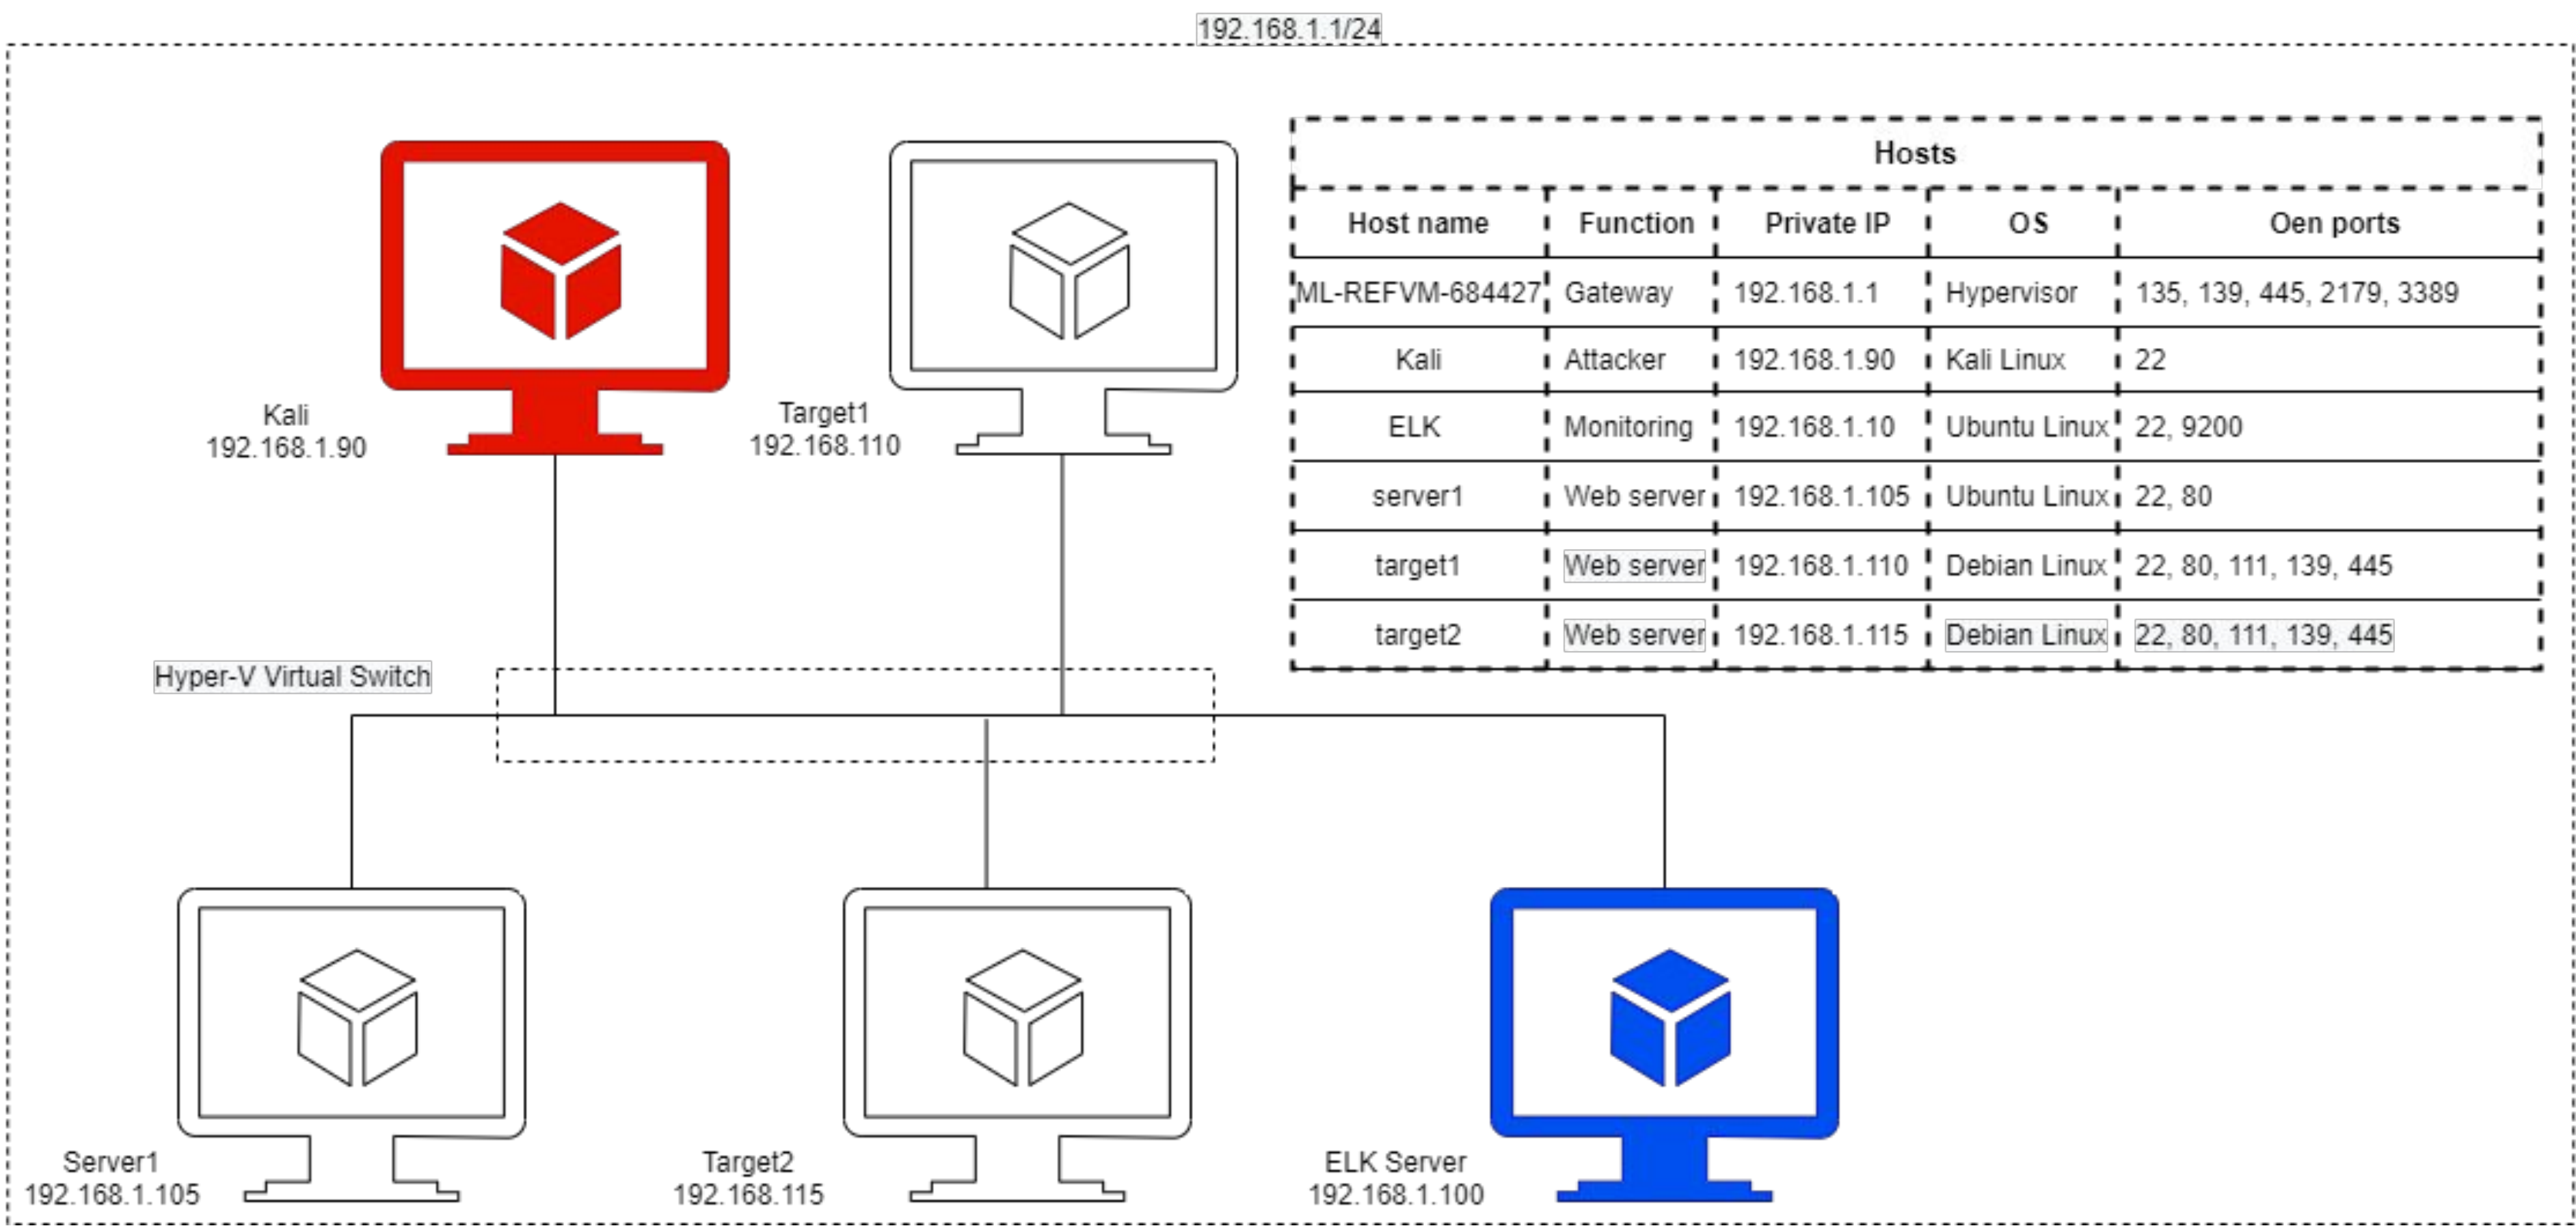 192.168.1.1/24
Kali
192.168.1.90
Target1
192.168.110
Hosts
Host name Function Private IP OS Oen ports
ML-REFVM-684427 Gateway 192.168.1.1 Hypervisor 135, 139, 445, 2179, 3389
Kali Attacker 192.168.1.90 Kali Linux 22
ELK Monitoring 192.168.1.10 Ubuntu Linux 22, 9200
server1 Web server 192.168.1.105 Ubuntu Linux 22, 80
target1 Web server 192.168.1.110 Debian Linux 22, 80, 111, 139, 445
target2 Web server 192.168.1.115 Debian Linux 22, 80, 111, 139, 445
Hyper-V Virtual Switch
Server1
192.168.1.105
Target2
192.168.115
ELK Server
192.168.1.100